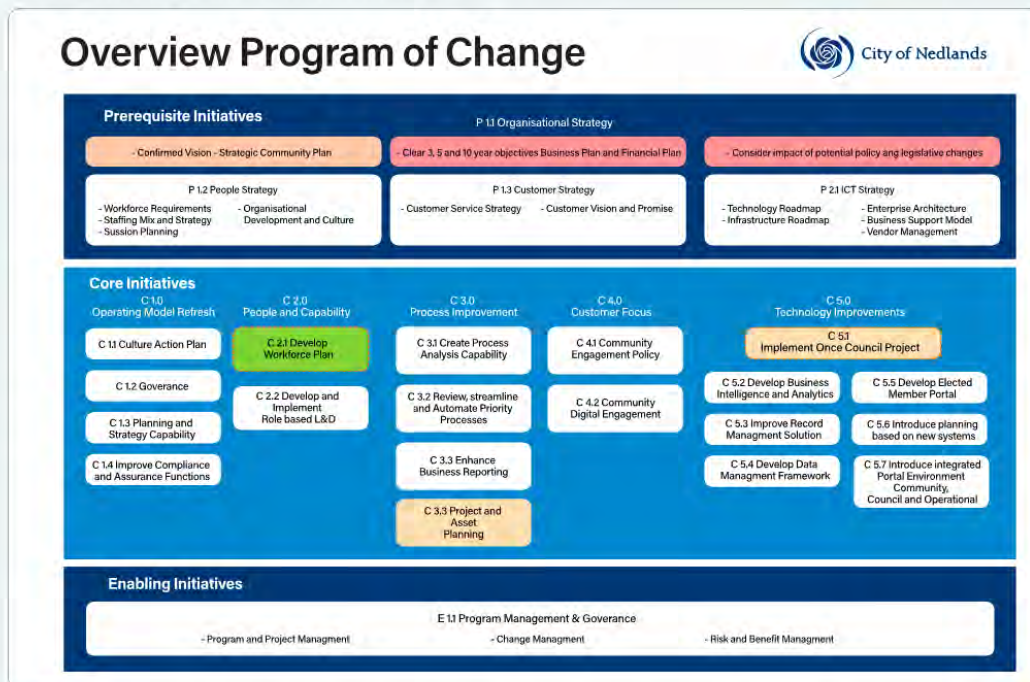 Overview Program of Change
City of Nedlands
Prerequisite Initiatives
P 1.1 Organisational Strategy
- Confirmed Vision - Strategic Community Plan
- Clear 3, 5 and 10 year objectives Business Plan and Financial Plan
- Consider impact of potential policy ang legislative changes
P 1.2 People Strategy
- Workforce Requirements
- Staffing Mix and Strategy
- Sussion Planning
- Organisational
Development and Culture
P 1.3 Customer Strategy
- Customer Service Strategy
- Customer Vision and Promise
P 2.1 ICT Strategy
- Technology Roadmap
- Infrastructure Roadmap
- Enterprise Architecture
- Business Support Model
- Vendor Management
Core Initiatives
C 1.0
Operating Model Refresh
C 1.1 Culture Action Plan
C 1.2 Goverance
C 1.3 Planning and
Strategy Capability
C 1.4 Improve Compliance
and Assurance Functions
C 2.0
People and Capability
C 2.1 Develop
Workforce Plan
C 2.2 Develop and
Implement
Role based L&D
C 3.0
Process Improvement
C 3.1 Create Process
Analysis Capability
C 3.2 Review, streamline
and Automate Priority
Processes
C 3.3 Enhance
Business Reporting
C 3.3 Project and
Asset
Planning
C 4.0
Customer Focus
C 4.1 Community
Engagement Policy
C 4.2 Community
Digital Engagement
C 5.0
Technology Improvements
C 5.1
Implement Once Council Project
C 5.2 Develop Business
Intelligence and Analytics
C 5.3 Improve Record
Managment Solution
C 5.4 Develop Data
Managment Framework
C 5.5 Develop Elected
Member Portal
C 5.6 Introduce planning
based on new systems
C 5.7 Introduce integrated
Portal Environment
Community,
Council and Operational
Enabling Initiatives
E 1.1 Program Management & Goverance
- Program and Project Managment
- Change Managment
- Risk and Benefit Managment